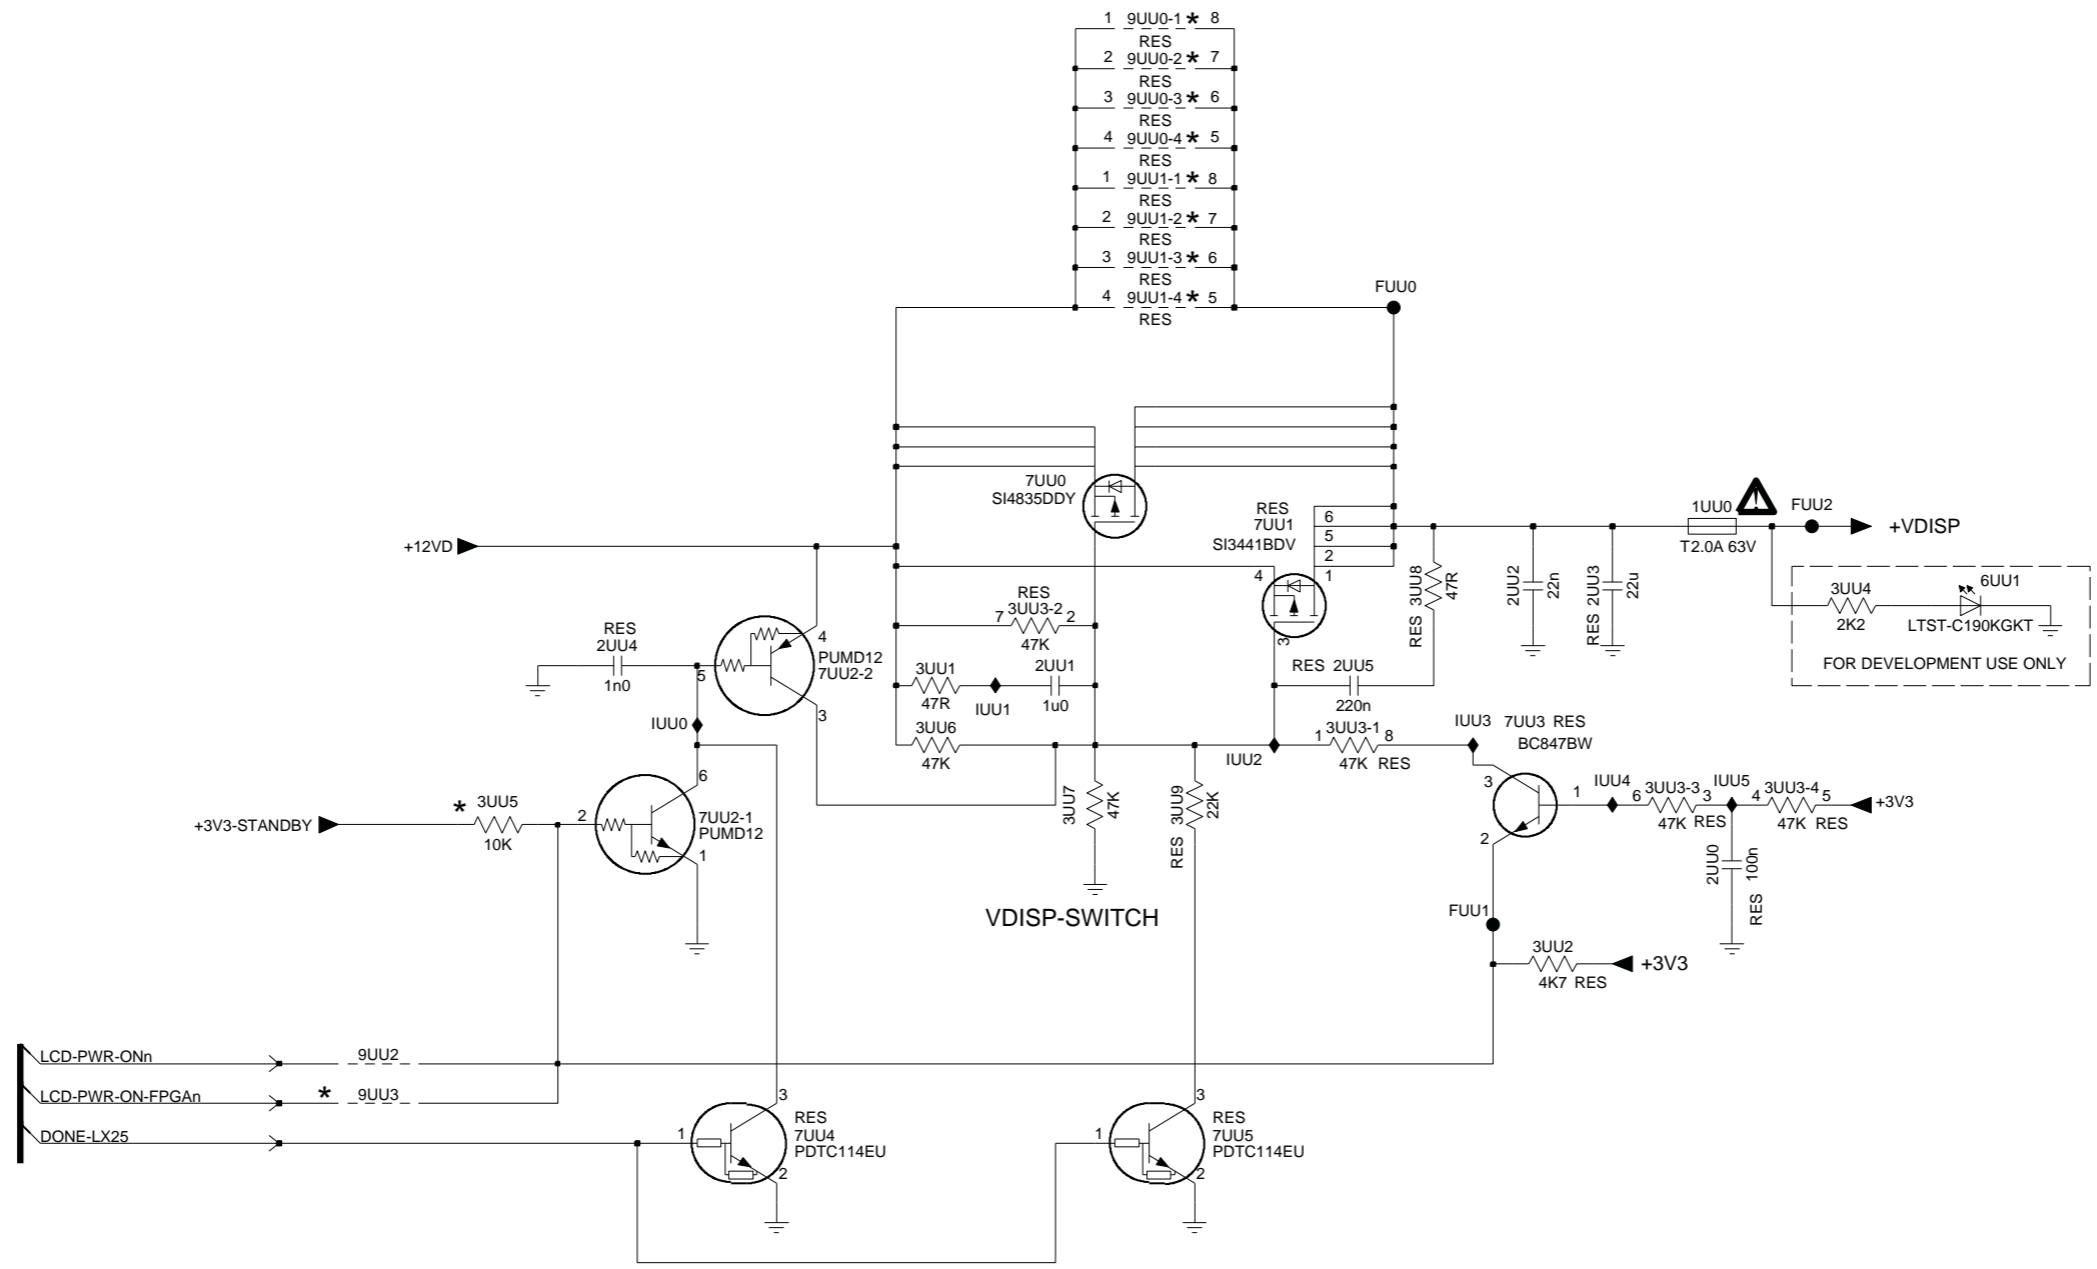 1 9UU0-1 * 8
RES
2 9UU0-2 * 7
RES
3 9UU0-3 * 6
RES
4 9UU0-4 * 5
RES
1 9UU1-1 * 8
RES
2 9UU1-2 * 7
RES
3 9UU1-3 * 6
RES
4 9UU1-4 * 5
RES
FUU0
7UU0
SI4835DDY
RES
7UU1
SI3441BDV
6
5
2
1
4
3
1UU0
T2.0A 63V
FUU2
+VDISP
+12VD
RES 3UU8
47R
2UU2
22n
RES 2UU3
22u
3UU4
2K2
6UU1
LTST-C190KGKT
FOR DEVELOPMENT USE ONLY
RES
2UU4
1n0
5
4
3
PUMD12
7UU2-2
RES
7 3UU3-2 2
47K
3UU1
47R
IUU1
2UU1
1u0
3UU6
47K
RES 2UU5
220n
IUU0
IUU2
1 3UU3-1 8
47K RES
IUU3
7UU3 RES
BC847BW
3
1
2
IUU4
6 3UU3-3 3
47K RES
IUU5
4 3UU3-4 5
47K RES
+3V3
2UU0
100n
RES
* 3UU5
10K
+3V3-STANDBY
2
6
1
7UU2-1
PUMD12
3UU7
47K
RES 3UU9
22K
VDISP-SWITCH
FUU1
3UU2
4K7 RES
+3V3
LCD-PWR-ONn
9UU2
LCD-PWR-ON-FPGAn
* 9UU3
DONE-LX25
1
3
2
RES
7UU4
PDTC114EU
1
3
2
RES
7UU5
PDTC114EU